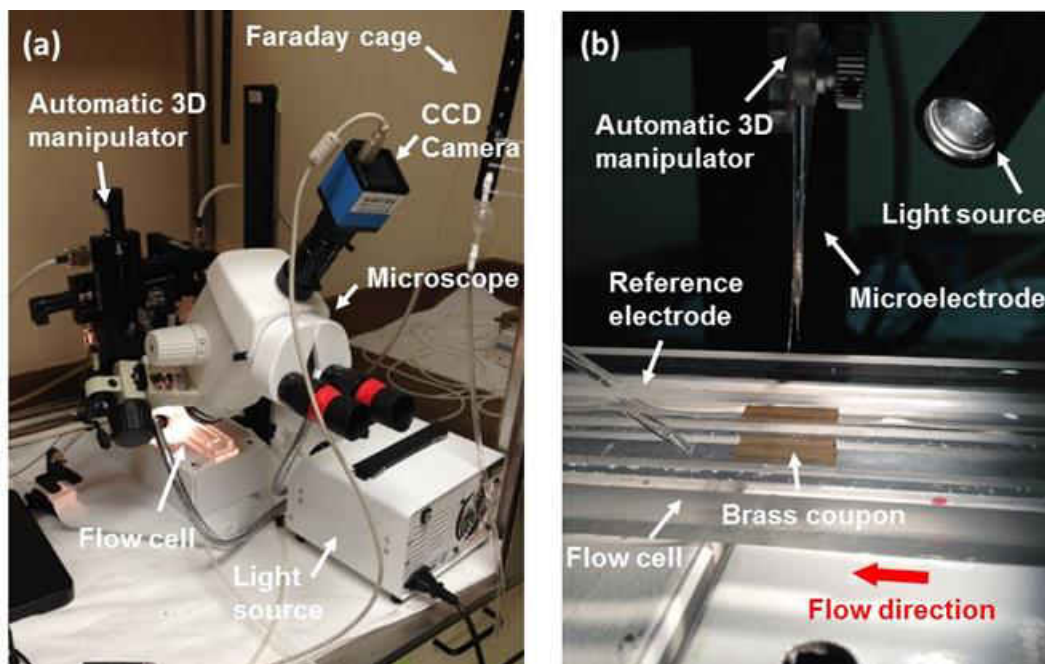 (a)
Faraday cage
Automatic 3D
manipulator
CCD
Camera
Microscope
Flow cell
Light
source
(b)
Automatic 3D
manipulator
Light source
Reference
electrode
Microelectrode
Brass coupon
Flow cell
Flow direction